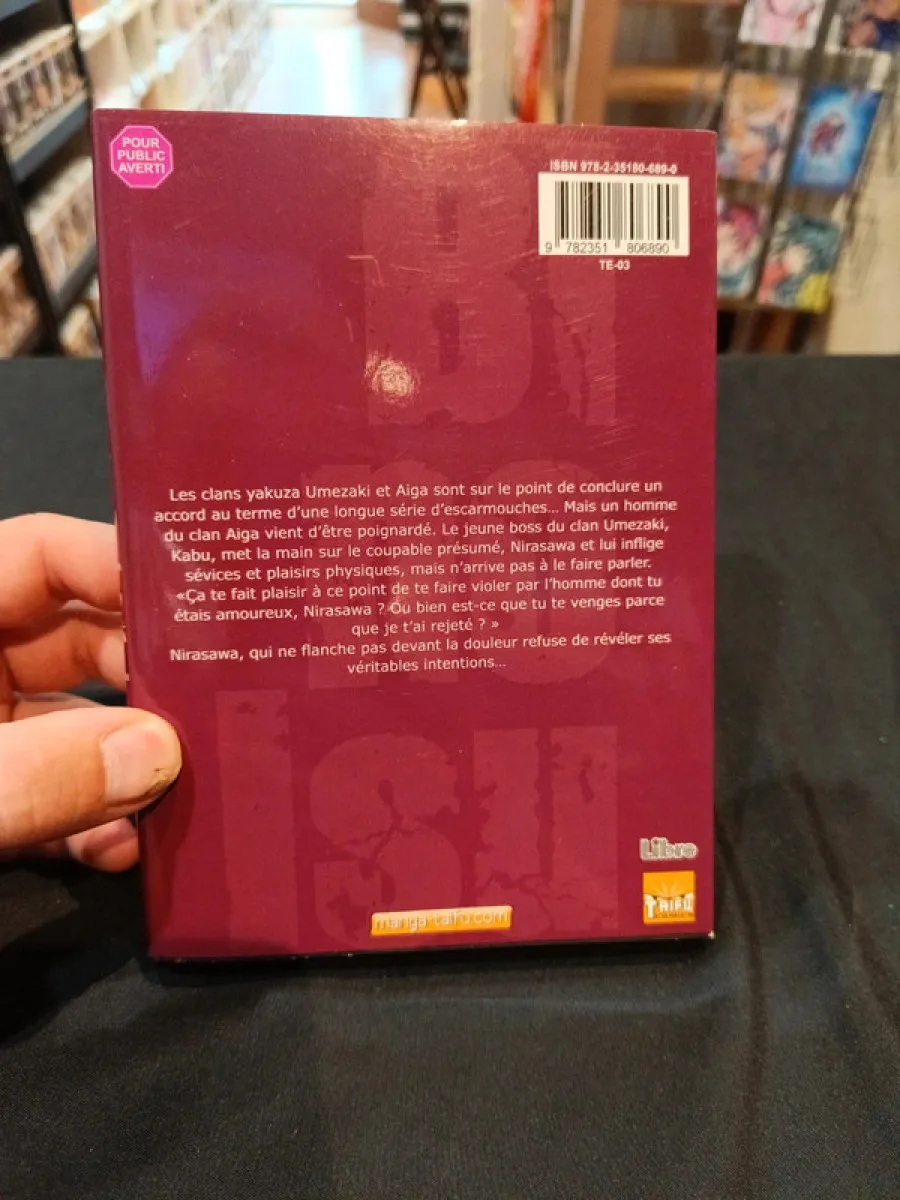 POUR
PUBLIC
AVERTI
ISBN 978-2-35180-689-0
9 782351 806890
TE-03
Les clans yakuza Umezaki et Aiga sont sur le point de conclure un
accord au terme d'une longue série d'escarmouches... Mais un homme
du clan Aiga vient d'être poignardé. Le jeune boss du clan Umezaki,
Kabu, met la main sur le coupable présumé, Nirasawa et lui inflige
sévices et plaisirs physiques, mais n'arrive pas à le faire parler.
«Ça te fait plaisir à ce point de te faire violer par l'homme dont tu
étais amoureux, Nirasawa ? Ou bien est-ce que tu te venges parce
que je t'ai rejeté ? »
Nirasawa, qui ne flanche pas devant la douleur refuse de révéler ses
véritables intentions...
Libre
TAIFU
manga-taifu.com